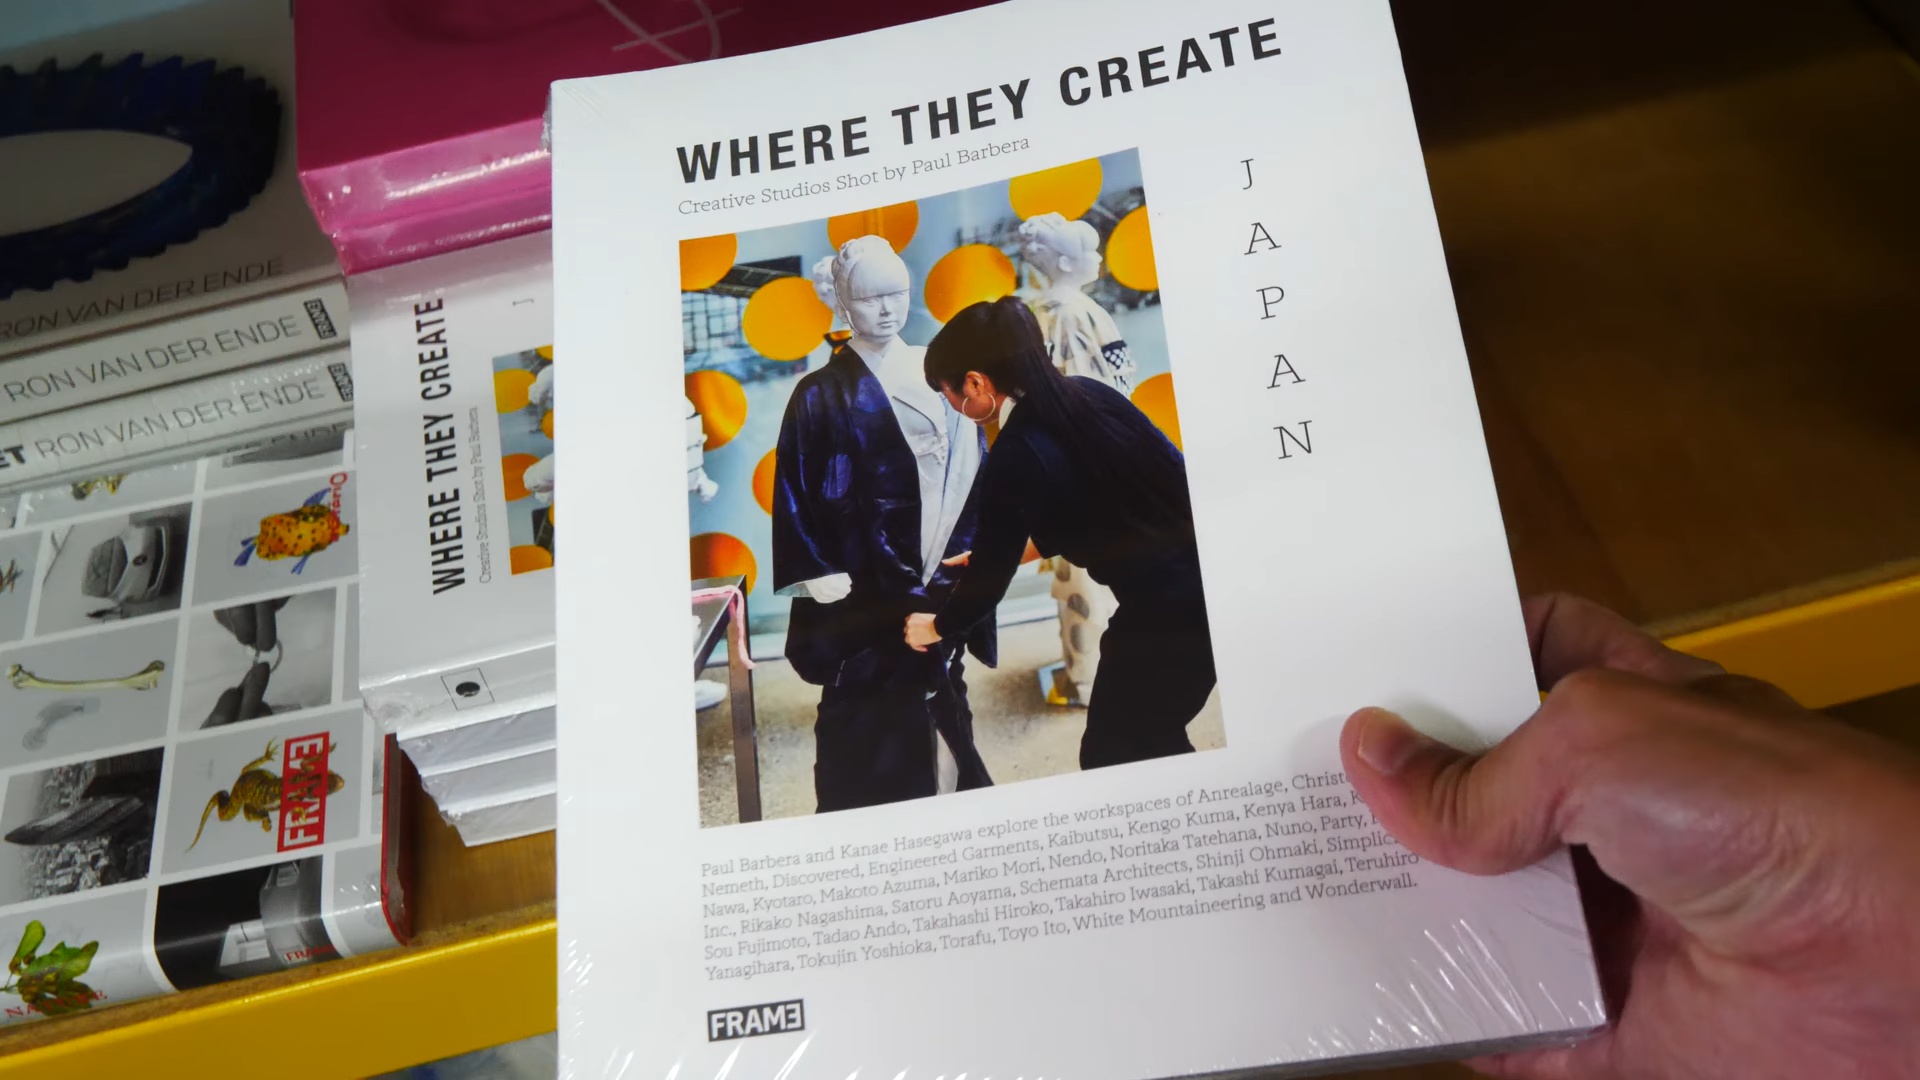 WHERE THEY CREATE
Creative Studios Shot by Paul Barbera
J
A
P
A
N
Paul Barbera and Kanae Hasegawa explore the workspaces of Anrealage,
Nemeth, Discovered, Engineered Garments, Kaibutsu, Kengo Kuma, Kenya Hara,
Nawa, Kyotaro, Makoto Azuma, Mariko Mori, Nendo, Noritaka Tatehana, Nuno, Party,
Inc., Rikako Nagashima, Satoru Aoyama, Schemata Architects, Shinji Ohmaki,
Sou Fujimoto, Tadao Ando, Takahashi Hiroko, Takahiro Iwasaki, Takashi Kumagai, Teruhiro
Yanagihara, Tokujin Yoshioka, Torafu, Toyo Ito, White Mountaineering and Wonderwall.
FRAME
WHERE THEY CREATE
Creative Studios Shot by Paul Barbera
J
RON VAN DER ENDE
RON VAN DER ENDE
FRAME
RON VAN DER ENDE
FRAME
FRAME